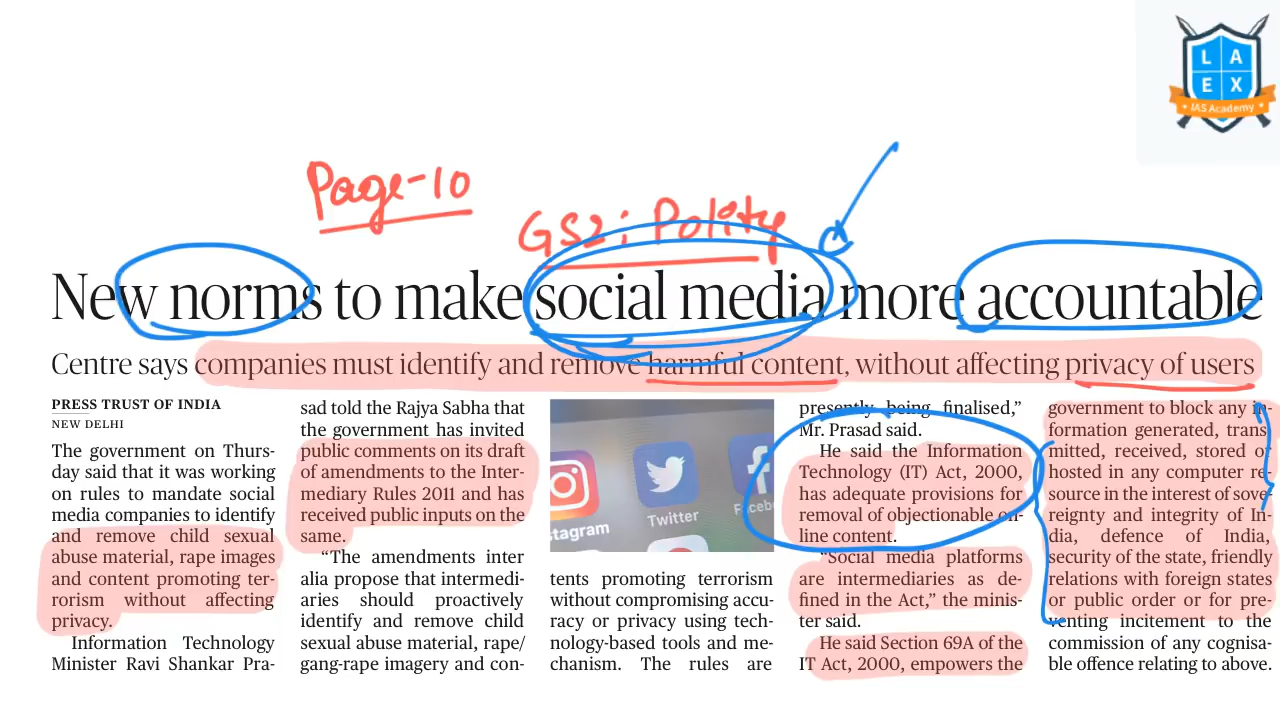 L A
E X
IAS Academy
Page-10
GS2: Polity
New norms to make social media more accountable
Centre says companies must identify and remove harmful content, without affecting privacy of users
PRESS TRUST OF INDIA
NEW DELHI
The government on Thurs-
day said that it was working
on rules to mandate social
media companies to identify
and remove child sexual
abuse material, rape images
and content promoting ter-
rorism without affecting
privacy.
Information Technology
Minister Ravi Shankar Pra-
sad told the Rajya Sabha that
the government has invited
public comments on its draft
of amendments to the Inter-
mediary Rules 2011 and has
received public inputs on the
same.
“The amendments inter
alia propose that intermedi-
aries should proactively
identify and remove child
sexual abuse material, rape/
gang-rape imagery and con-
stagram
Twitter
Faceb
tents promoting terrorism
without compromising accu-
racy or privacy using tech-
nology-based tools and me-
chanism. The rules are
presently being finalised,”
Mr. Prasad said.
He said the Information
Technology (IT) Act, 2000,
has adequate provisions for
removal of objectionable on-
line content.
“Social media platforms
are intermediaries as de-
fined in the Act,” the minis-
ter said.
He said Section 69A of the
IT Act, 2000, empowers the
government to block any in-
formation generated, trans-
mitted, received, stored or
hosted in any computer re-
source in the interest of sove-
reignty and integrity of In-
dia, defence of India,
security of the state, friendly
relations with foreign states
or public order or for pre-
venting incitement to the
commission of any cognisa-
ble offence relating to above.